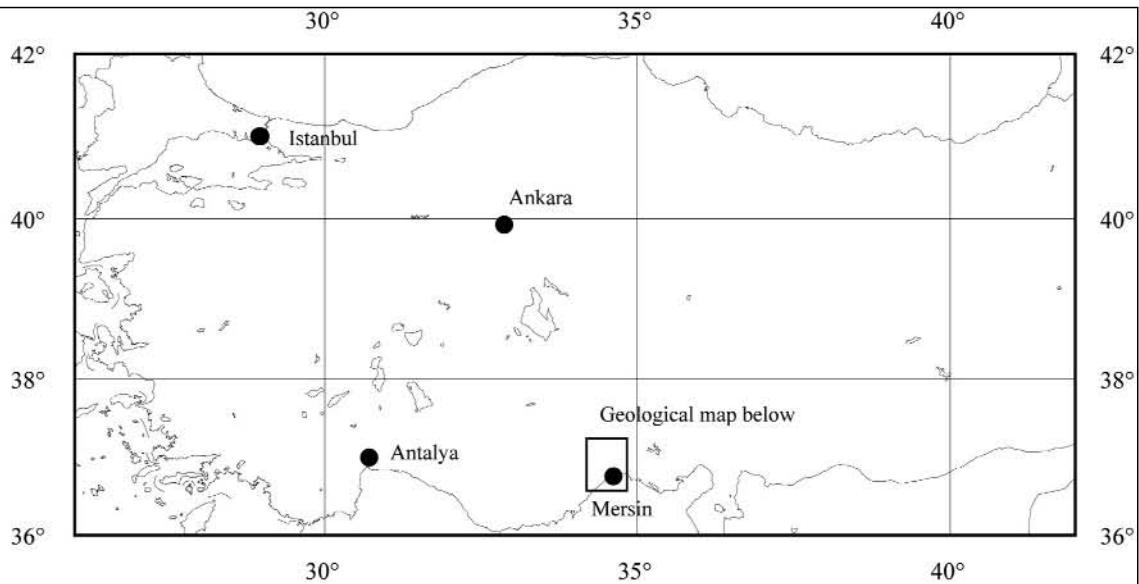 30° 35° 40°
42° 42°
Istanbul
Ankara
40° 40°
38° 38°
Geological map below
Antalya
Mersin
36° 36°
30° 35° 40°